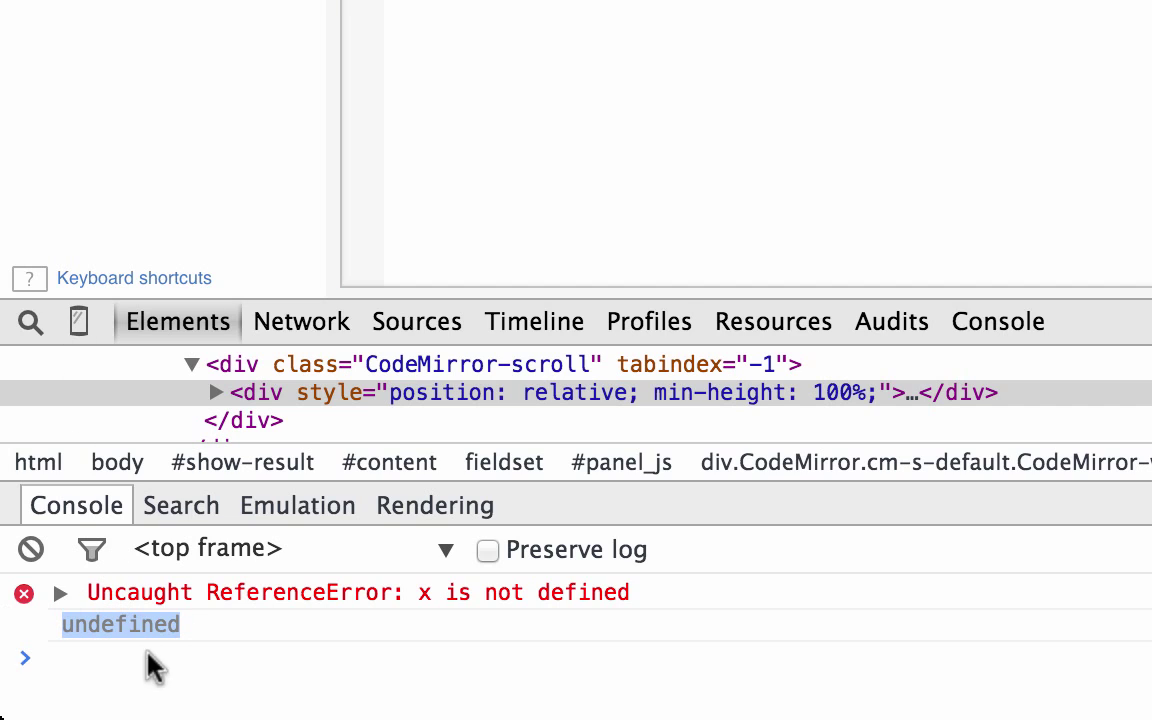 ? Keyboard shortcuts
Elements Network Sources Timeline Profiles Resources Audits Console
▼<div class="CodeMirror-scroll" tabindex="-1">
▶<div style="position: relative; min-height: 100%;">…</div>
</div>
html body #show-result #content fieldset #panel_js div.CodeMirror.cm-s-default.CodeMirror-
Console Search Emulation Rendering
<top frame> ▼ Preserve log
▶ Uncaught ReferenceError: x is not defined
undefined
>